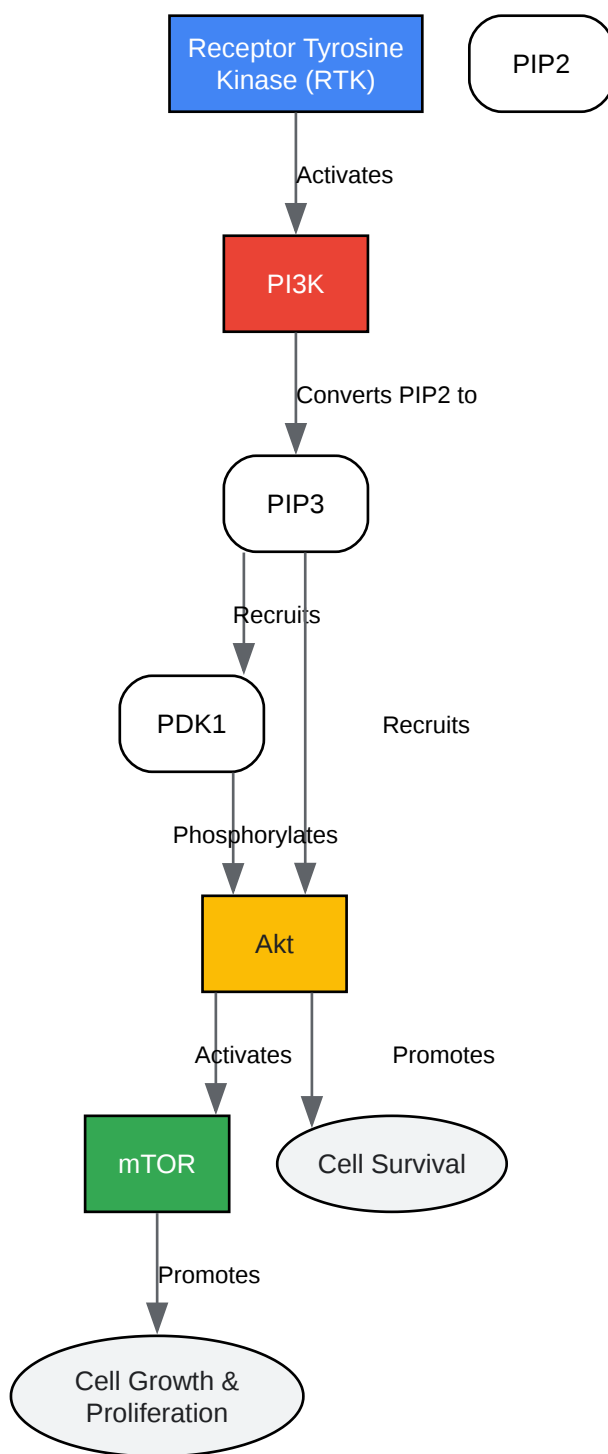 Receptor Tyrosine
Kinase (RTK)
PIP2
Activates
PI3K
Converts PIP2 to
PIP3
Recruits
PDK1
Recruits
Phosphorylates
Akt
Activates
Promotes
mTOR
Cell Survival
Promotes
Cell Growth &
Proliferation